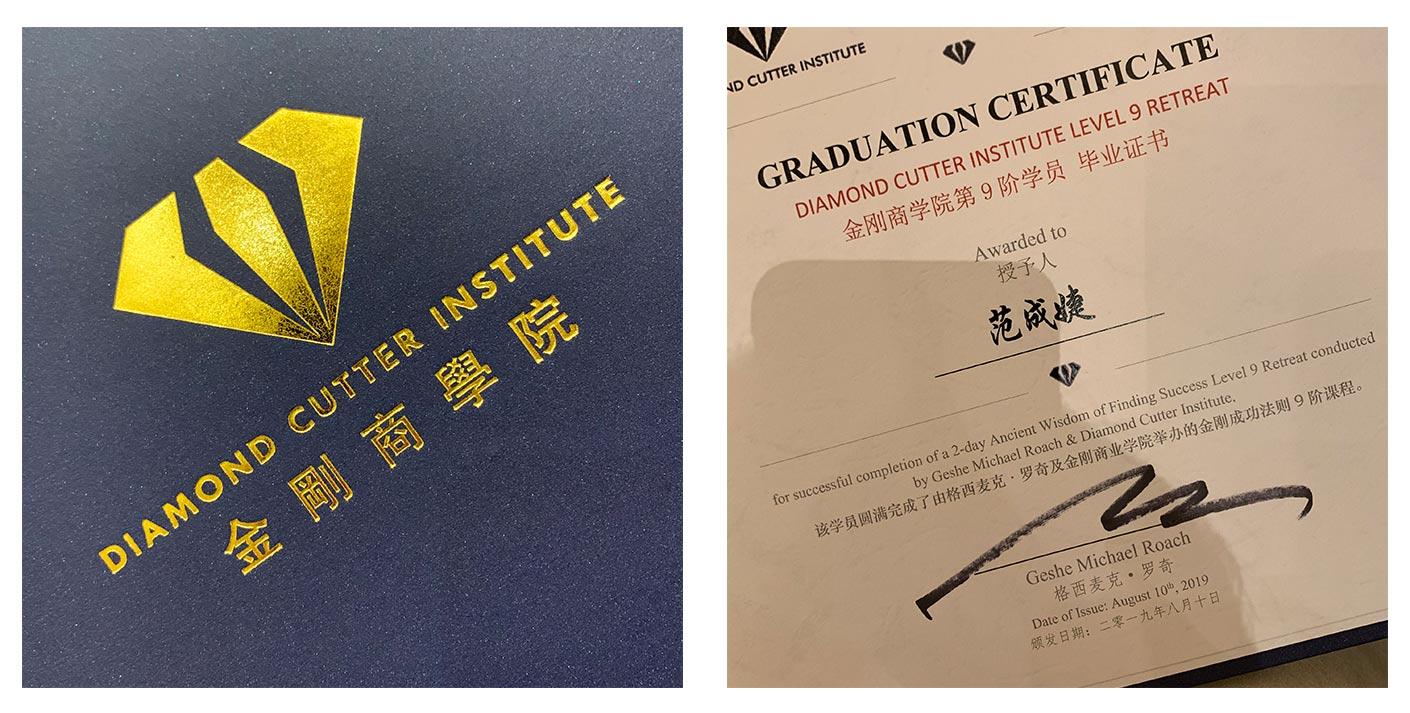 DIAMOND CUTTER INSTITUTE
金剛商學院
ND CUTTER INSTITUTE
GRADUATION CERTIFICATE
DIAMOND CUTTER INSTITUTE LEVEL 9 RETREAT
金刚商学院第 9 阶学员 毕业证书
Awarded to
授予人
范成婕
for successful completion of a 2-day Ancient Wisdom of Finding Success Level 9 Retreat conducted
by Geshe Michael Roach & Diamond Cutter Institute.
该学员圆满完成了由格西麦克·罗奇及金刚商业学院举办的金刚成功法则 9 阶课程。
Geshe Michael Roach
格西麦克·罗奇
Date of Issue: August 10th, 2019
颁发日期：二零一九年八月十日